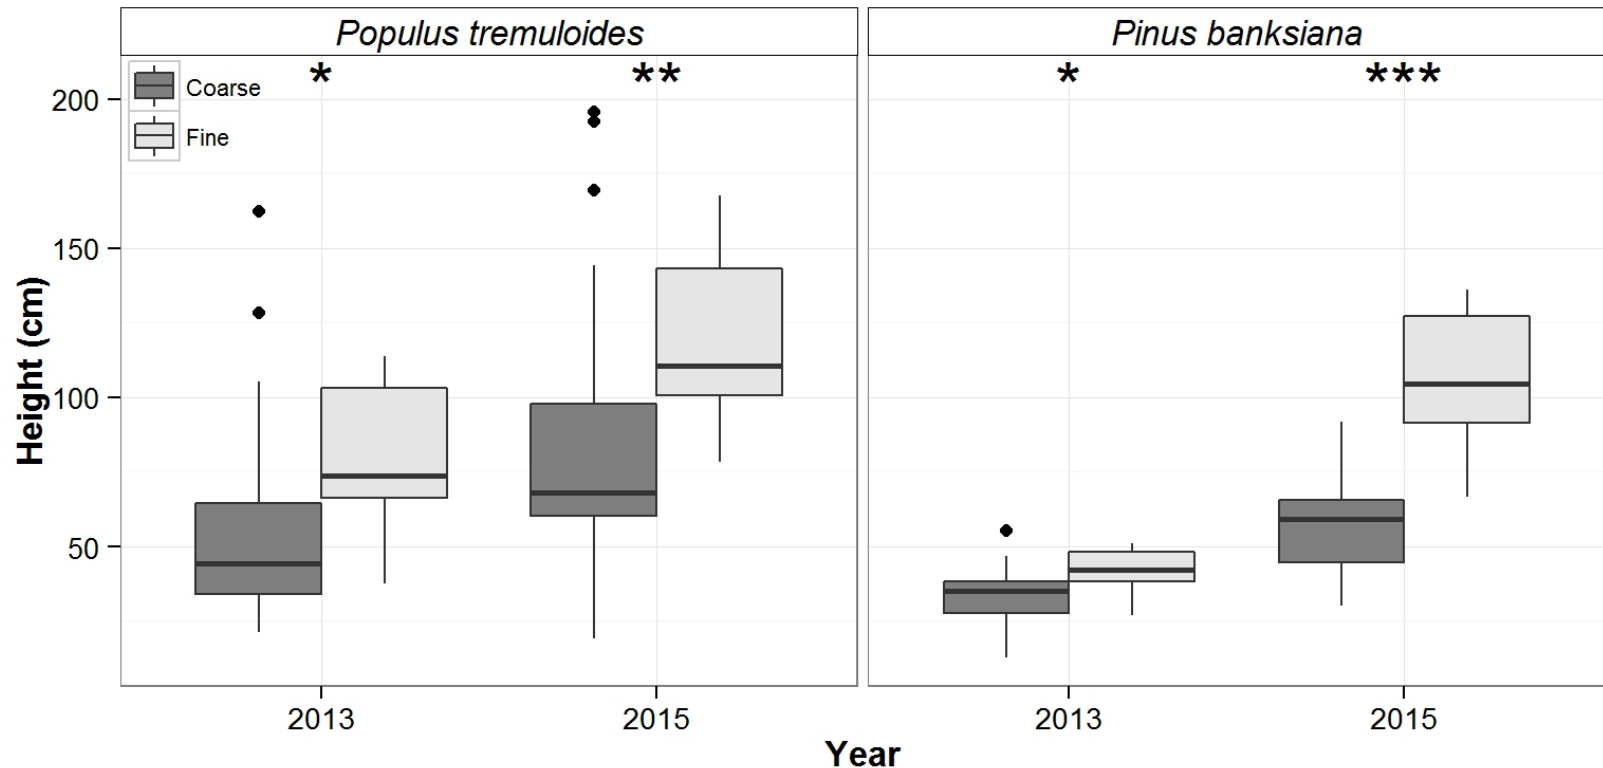 Populus tremuloides
Pinus banksiana
* ** * ***
Coarse
Fine
200
150
100
50
Height (cm)
2013 2015 2013 2015
Year